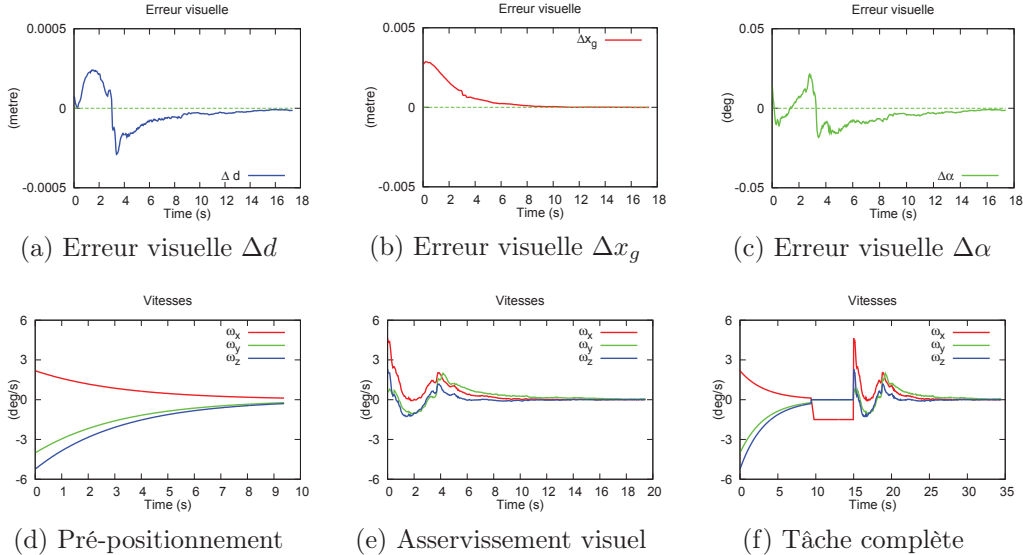 Erreur visuelle
0.0005
0
-0.0005
(metre)
Δ d
0 2 4 6 8 10 12 14 16 18
Time (s)
(a) Erreur visuelle Δd
Erreur visuelle
0.005
0
-0.005
(metre)
Δx_g
0 2 4 6 8 10 12 14 16 18
Time (s)
(b) Erreur visuelle Δx_g
Erreur visuelle
0.05
0
-0.05
(deg)
Δα
0 2 4 6 8 10 12 14 16 18
Time (s)
(c) Erreur visuelle Δα
Vitesses
6
3
0
-3
-6
(deg/s)
ω_x
ω_y
ω_z
0 1 2 3 4 5 6 7 8 9 10
Time (s)
(d) Pré-positionnement
Vitesses
6
3
0
-3
-6
(deg/s)
ω_x
ω_y
ω_z
0 2 4 6 8 10 12 14 16 18 20
Time (s)
(e) Asservissement visuel
Vitesses
6
3
0
-3
-6
(deg/s)
ω_x
ω_y
ω_z
0 5 10 15 20 25 30 35
Time (s)
(f) Tâche complète